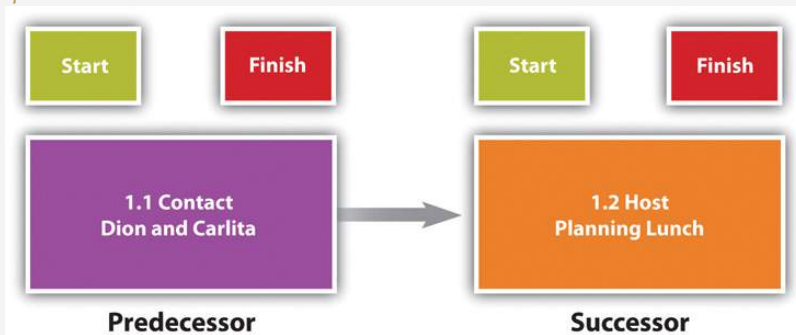 Start
Finish
Start
Finish
1.1 Contact
Dion and Carlita
1.2 Host
Planning Lunch
Predecessor
Successor